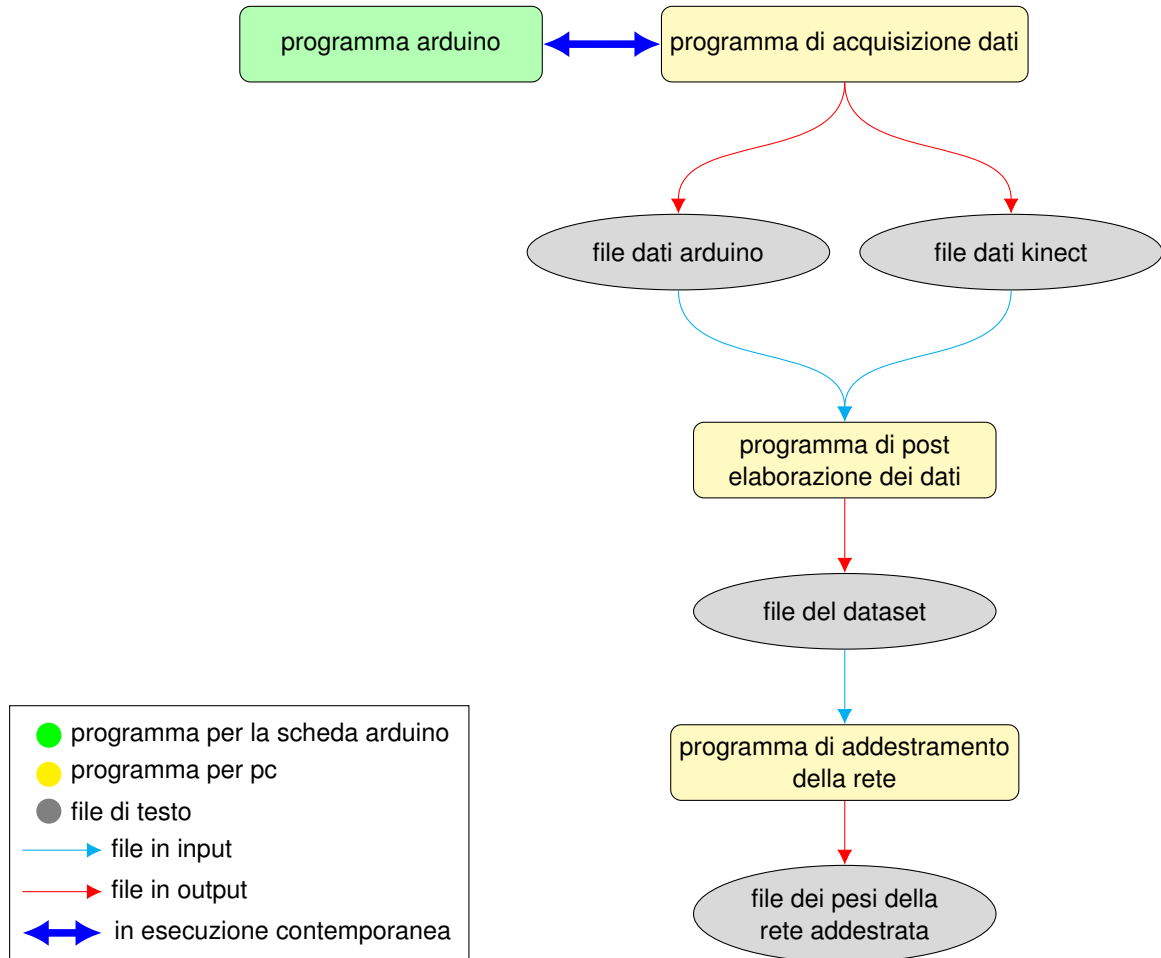 programma arduino
programma di acquisizione dati
file dati arduino
file dati kinect
programma di post
elaborazione dei dati
file del dataset
programma di addestramento
della rete
file dei pesi della
rete addestrata
programma per la scheda arduino
programma per pc
file di testo
file in input
file in output
in esecuzione contemporanea